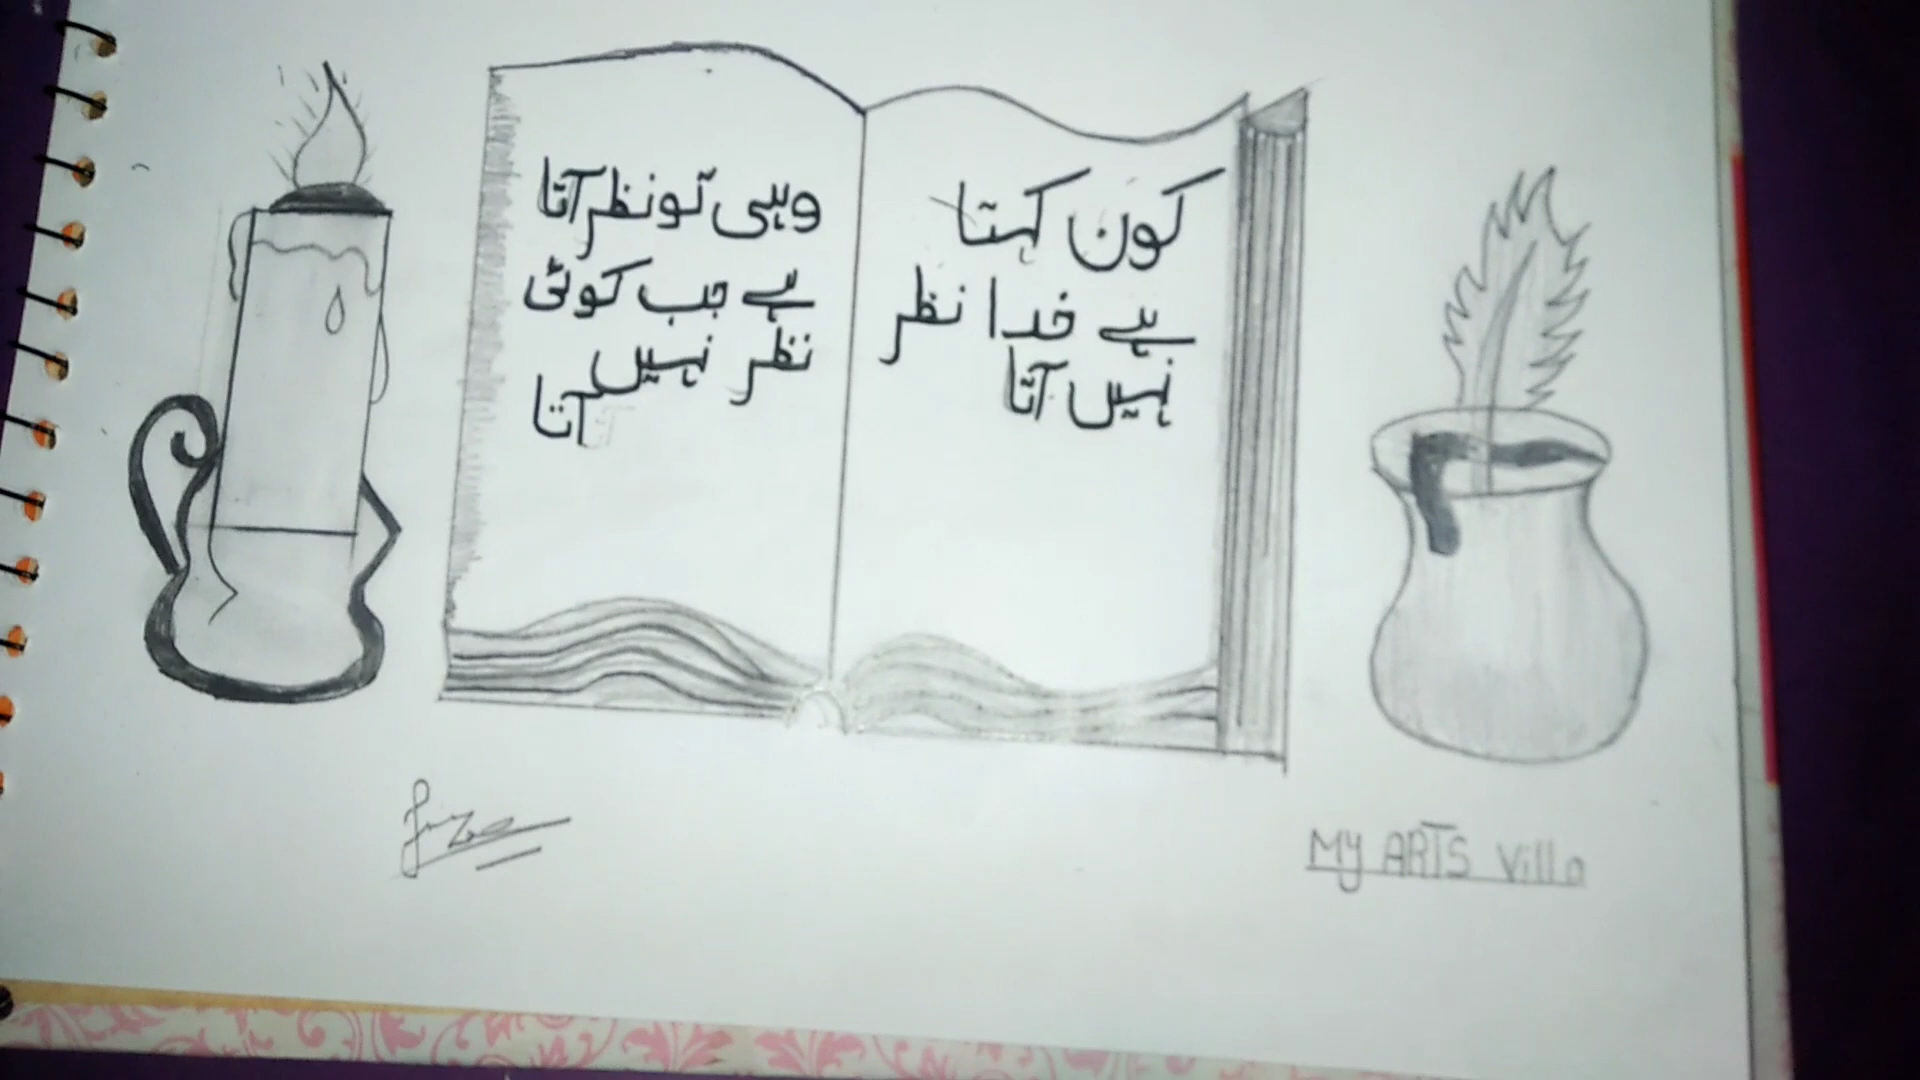 کون کہتا
ہے خدا نظر
نہیں آتا
وہی تو نظر آتا
ہے جب کوئی
نظر نہیں
آتا
My ARTS Villa